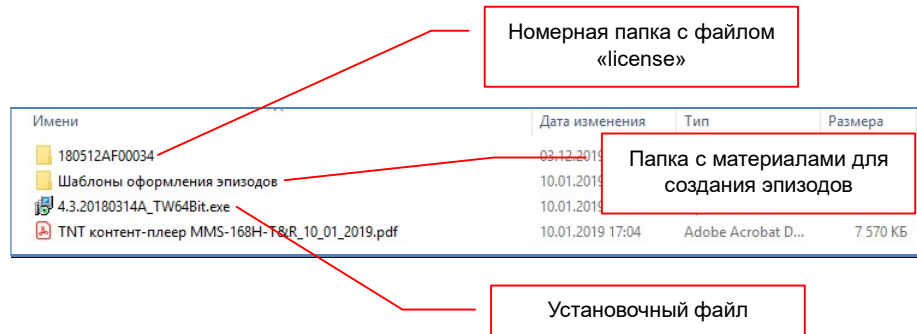 Номерная папка с файлом
«license»
Имени Дата изменения Тип Размера
180512AF00034 03.12.2019
Папка с материалами для
создания эпизодов
Шаблоны оформления эпизодов 10.01.2019
4.3.20180314A_TW64Bit.exe 10.01.2019
TNT контент-плеер MMS-168H-T&R_10_01_2019.pdf 10.01.2019 17:04 Adobe Acrobat D... 7 570 КБ
Установочный файл